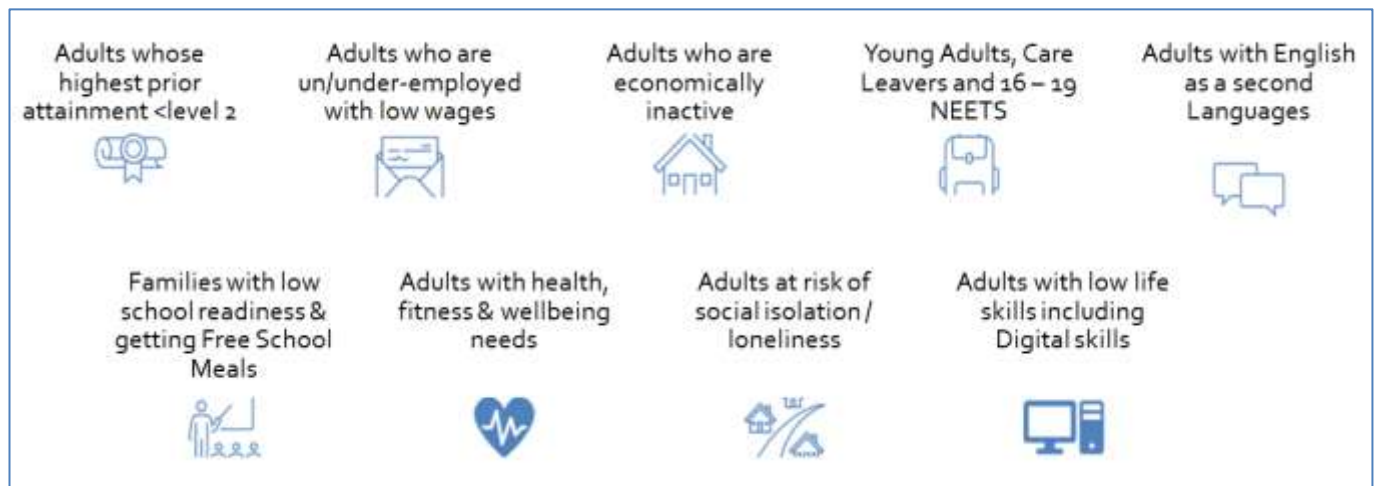 Adults whose
highest prior
attainment <level 2
Adults who are
un/under-employed
with low wages
Adults who are
economically
inactive
Young Adults, Care
Leavers and 16 – 19
NEETS
Adults with English
as a second
Languages
Families with low
school readiness &
getting Free School
Meals
Adults with health,
fitness & wellbeing
needs
Adults at risk of
social isolation /
loneliness
Adults with low life
skills including
Digital skills